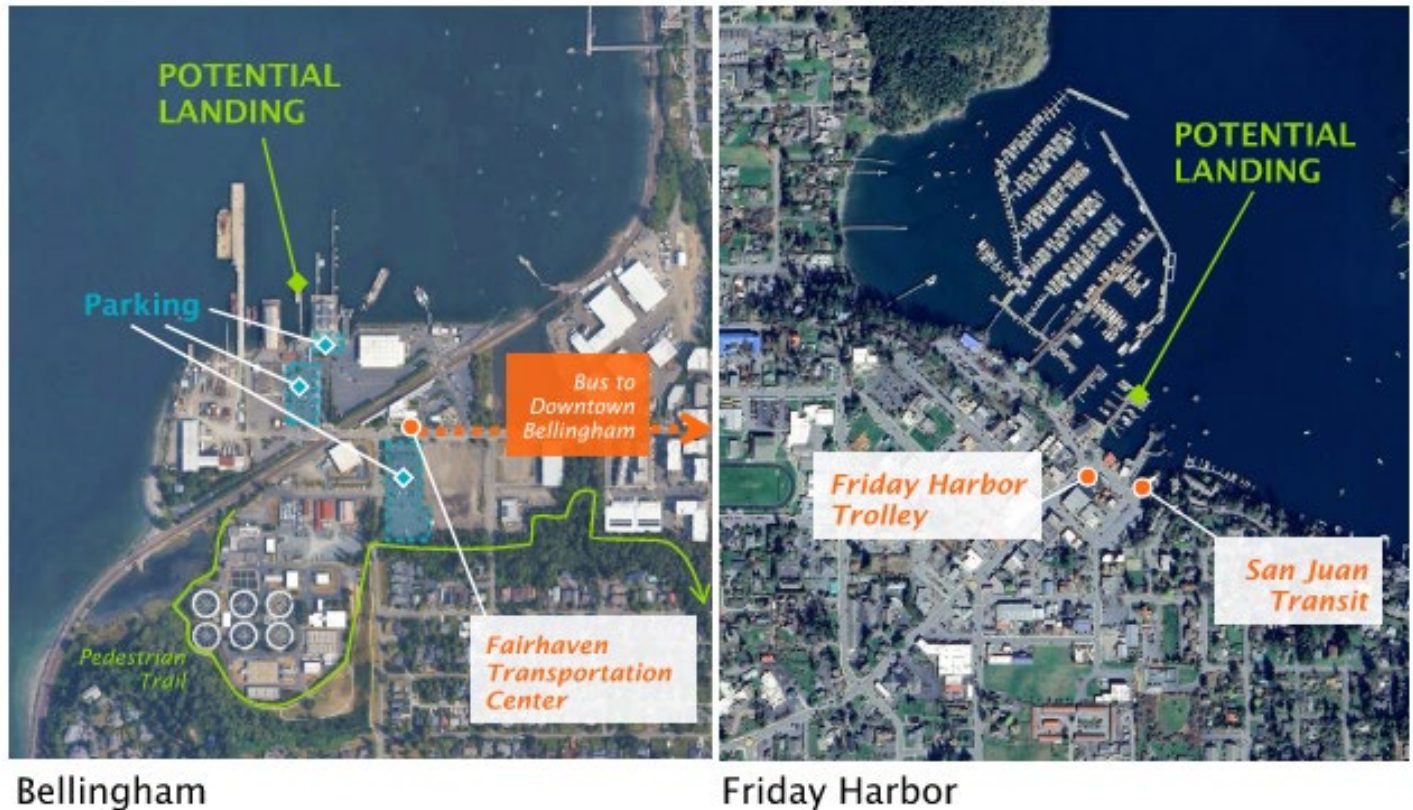 POTENTIAL
LANDING
Parking
Bus to
Downtown
Bellingham
Pedestrian
Trail
Fairhaven
Transportation
Center
POTENTIAL
LANDING
Friday Harbor
Trolley
San Juan
Transit
Bellingham
Friday Harbor